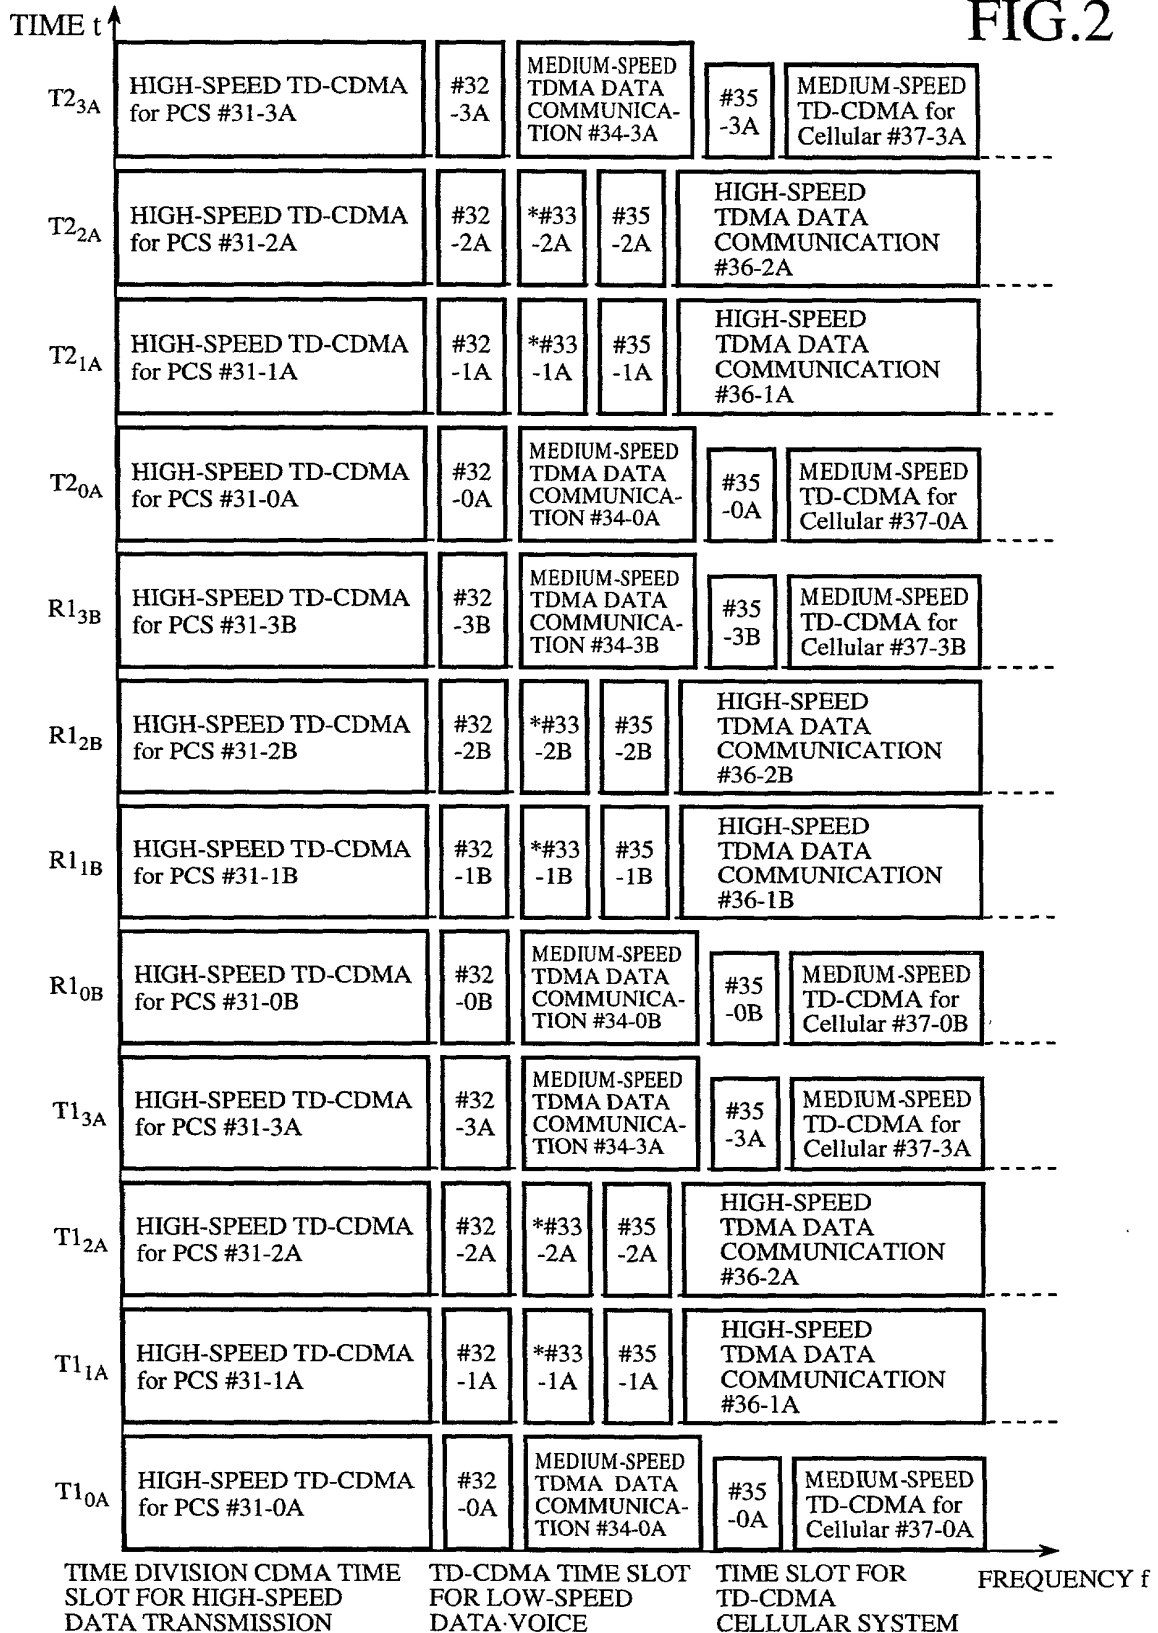 FIG.2
TIME t
T2₃A
HIGH-SPEED TD-CDMA
for PCS #31-3A
#32
-3A
MEDIUM-SPEED
TDMA DATA
COMMUNICA-
TION #34-3A
#35
-3A
MEDIUM-SPEED
TD-CDMA for
Cellular #37-3A
T2₂A
HIGH-SPEED TD-CDMA
for PCS #31-2A
#32
-2A
*#33
-2A
#35
-2A
HIGH-SPEED
TDMA DATA
COMMUNICATION
#36-2A
T2₁A
HIGH-SPEED TD-CDMA
for PCS #31-1A
#32
-1A
*#33
-1A
#35
-1A
HIGH-SPEED
TDMA DATA
COMMUNICATION
#36-1A
T2₀A
HIGH-SPEED TD-CDMA
for PCS #31-0A
#32
-0A
MEDIUM-SPEED
TDMA DATA
COMMUNICA-
TION #34-0A
#35
-0A
MEDIUM-SPEED
TD-CDMA for
Cellular #37-0A
R1₃B
HIGH-SPEED TD-CDMA
for PCS #31-3B
#32
-3B
MEDIUM-SPEED
TDMA DATA
COMMUNICA-
TION #34-3B
#35
-3B
MEDIUM-SPEED
TD-CDMA for
Cellular #37-3B
R1₂B
HIGH-SPEED TD-CDMA
for PCS #31-2B
#32
-2B
*#33
-2B
#35
-2B
HIGH-SPEED
TDMA DATA
COMMUNICATION
#36-2B
R1₁B
HIGH-SPEED TD-CDMA
for PCS #31-1B
#32
-1B
*#33
-1B
#35
-1B
HIGH-SPEED
TDMA DATA
COMMUNICATION
#36-1B
R1₀B
HIGH-SPEED TD-CDMA
for PCS #31-0B
#32
-0B
MEDIUM-SPEED
TDMA DATA
COMMUNICA-
TION #34-0B
#35
-0B
MEDIUM-SPEED
TD-CDMA for
Cellular #37-0B
T1₃A
HIGH-SPEED TD-CDMA
for PCS #31-3A
#32
-3A
MEDIUM-SPEED
TDMA DATA
COMMUNICA-
TION #34-3A
#35
-3A
MEDIUM-SPEED
TD-CDMA for
Cellular #37-3A
T1₂A
HIGH-SPEED TD-CDMA
for PCS #31-2A
#32
-2A
*#33
-2A
#35
-2A
HIGH-SPEED
TDMA DATA
COMMUNICATION
#36-2A
T1₁A
HIGH-SPEED TD-CDMA
for PCS #31-1A
#32
-1A
*#33
-1A
#35
-1A
HIGH-SPEED
TDMA DATA
COMMUNICATION
#36-1A
T1₀A
HIGH-SPEED TD-CDMA
for PCS #31-0A
#32
-0A
MEDIUM-SPEED
TDMA DATA
COMMUNICA-
TION #34-0A
#35
-0A
MEDIUM-SPEED
TD-CDMA for
Cellular #37-0A
TIME DIVISION CDMA TIME
SLOT FOR HIGH-SPEED
DATA TRANSMISSION
TD-CDMA TIME SLOT
FOR LOW-SPEED
DATA·VOICE
TIME SLOT FOR
TD-CDMA
CELLULAR SYSTEM
FREQUENCY f